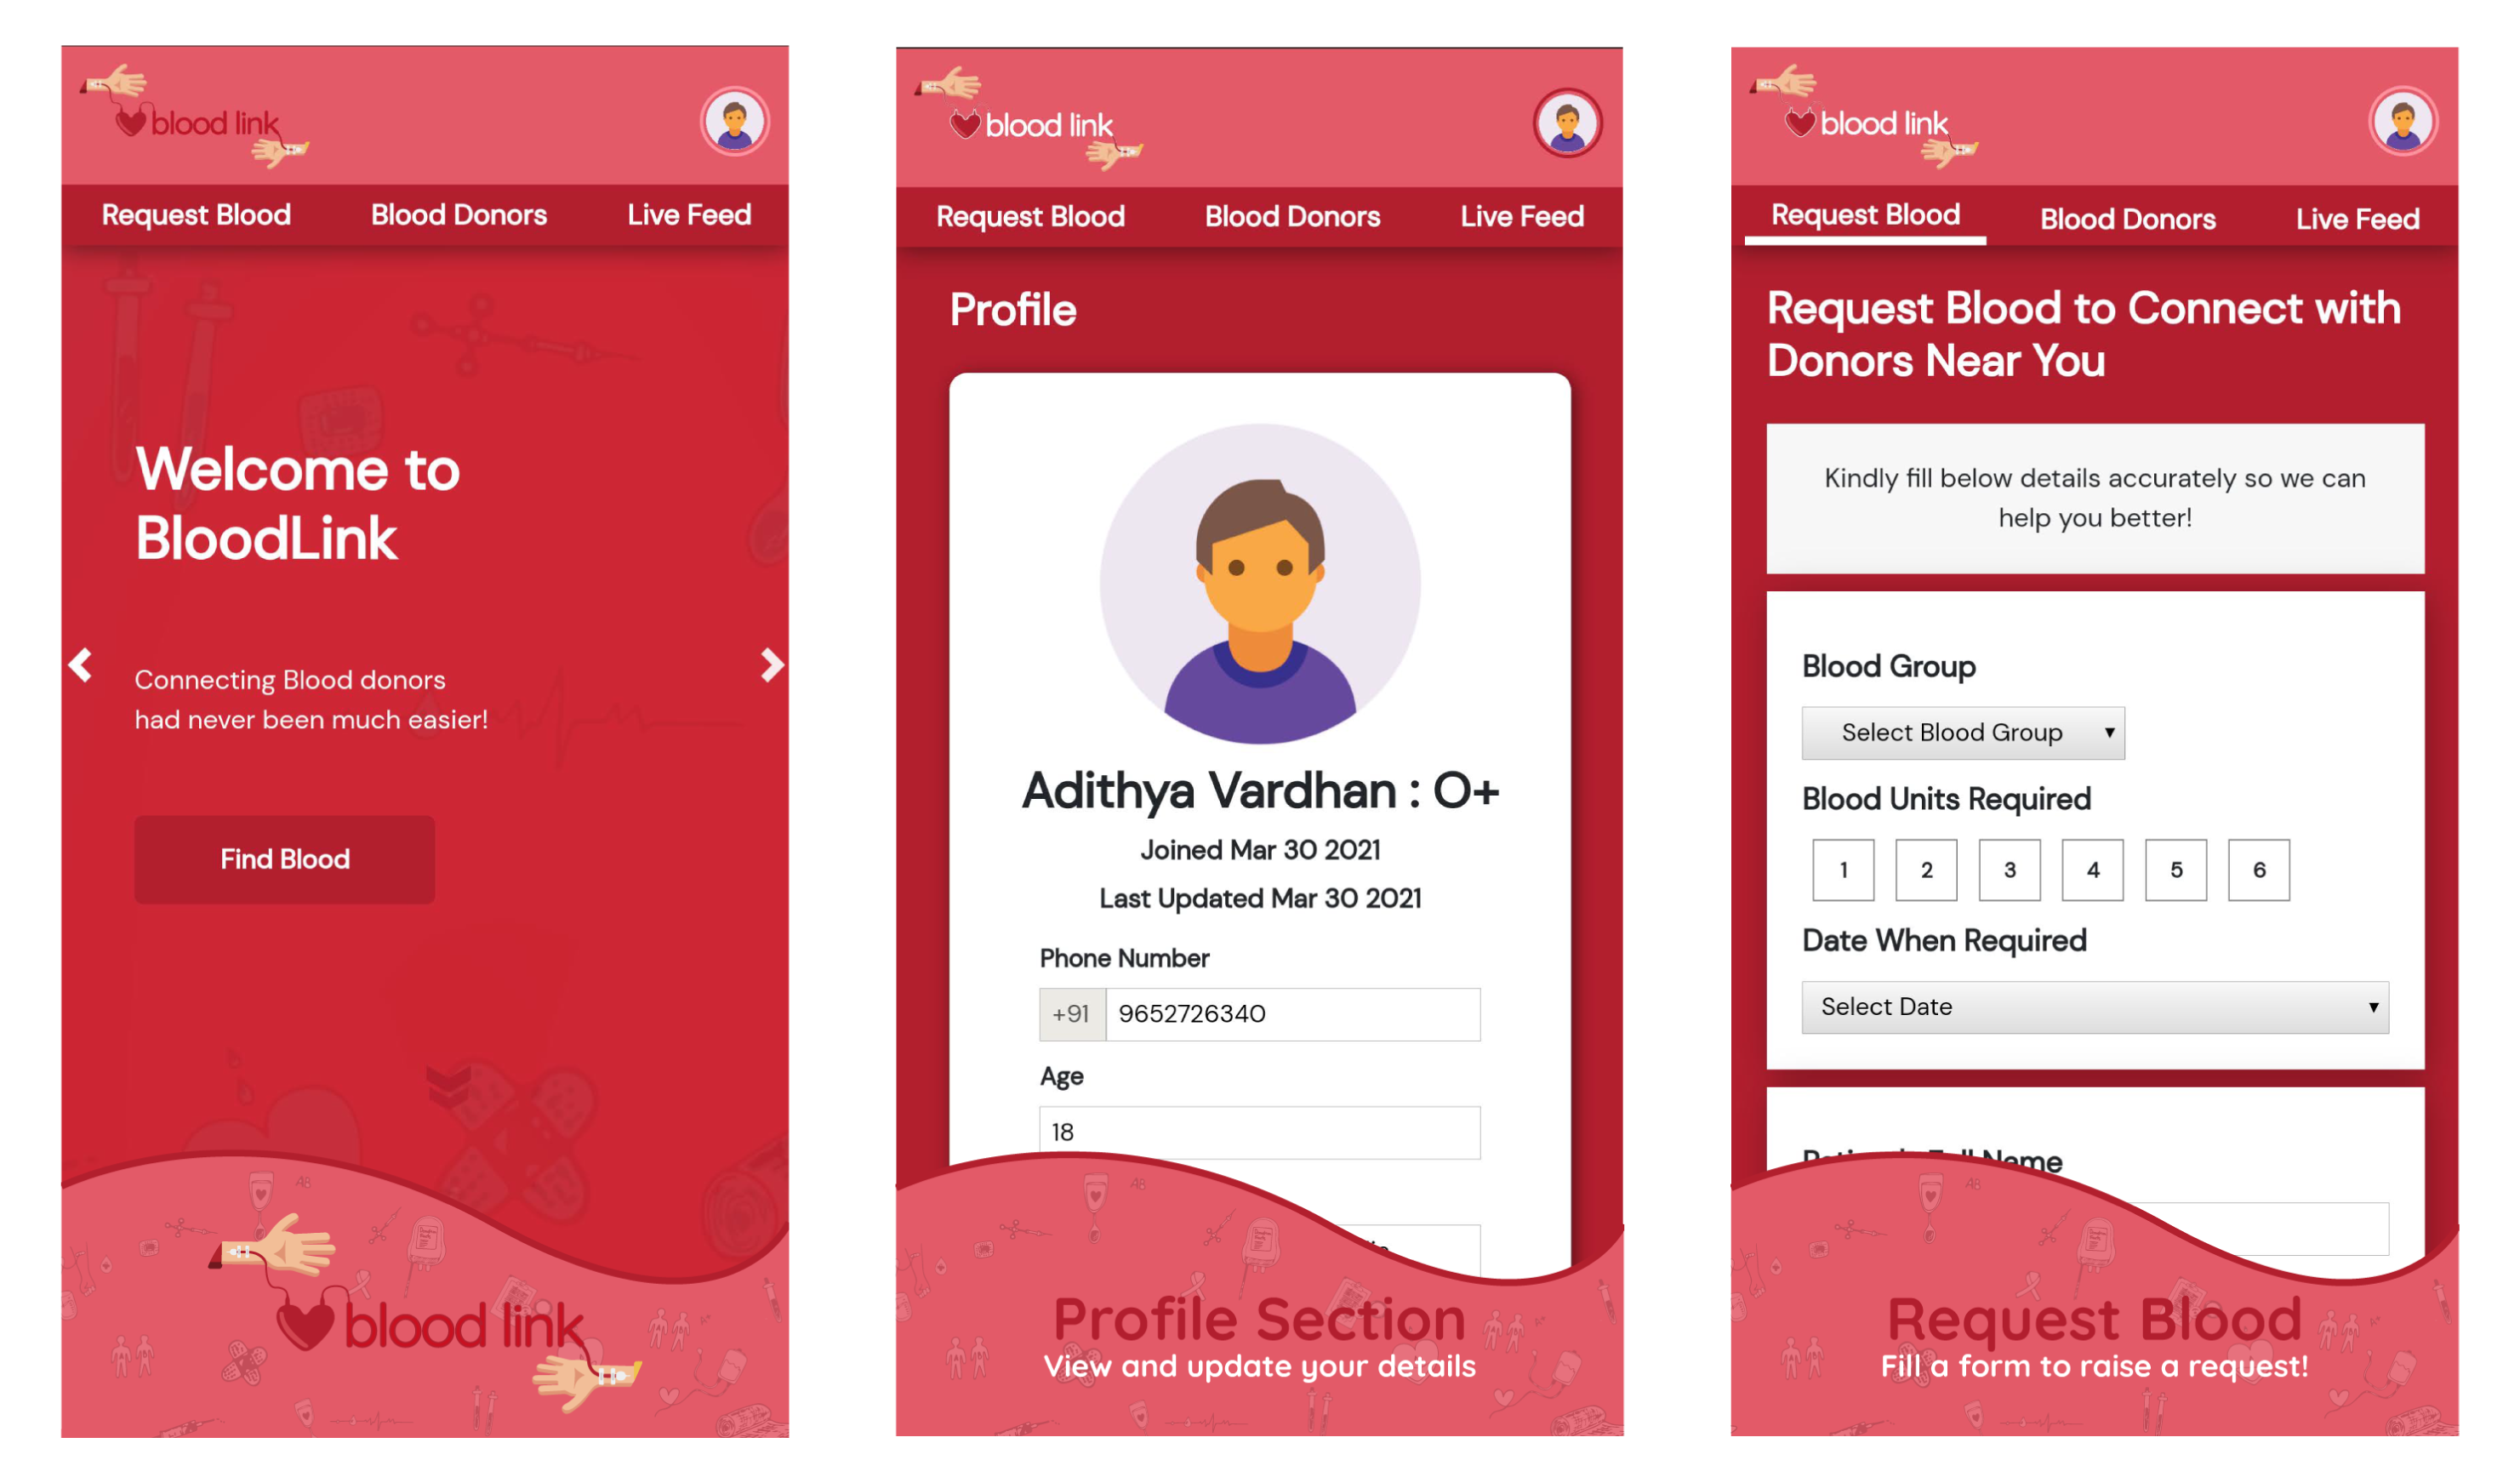 blood link
Request Blood
Blood Donors
Live Feed
Welcome to
BloodLink
Connecting Blood donors
had never been much easier!
Find Blood
AB
blood link
blood link
Request Blood
Blood Donors
Live Feed
Profile
Adithya Vardhan : O+
Joined Mar 30 2021
Last Updated Mar 30 2021
Phone Number
+91
9652726340
Age
18
AB
Profile Section
View and update your details
blood link
Request Blood
Blood Donors
Live Feed
Request Blood to Connect with
Donors Near You
Kindly fill below details accurately so we can
help you better!
Blood Group
Select Blood Group
Blood Units Required
1
2
3
4
5
6
Date When Required
Select Date
Name
AB
Request Blood
Fill a form to raise a request!